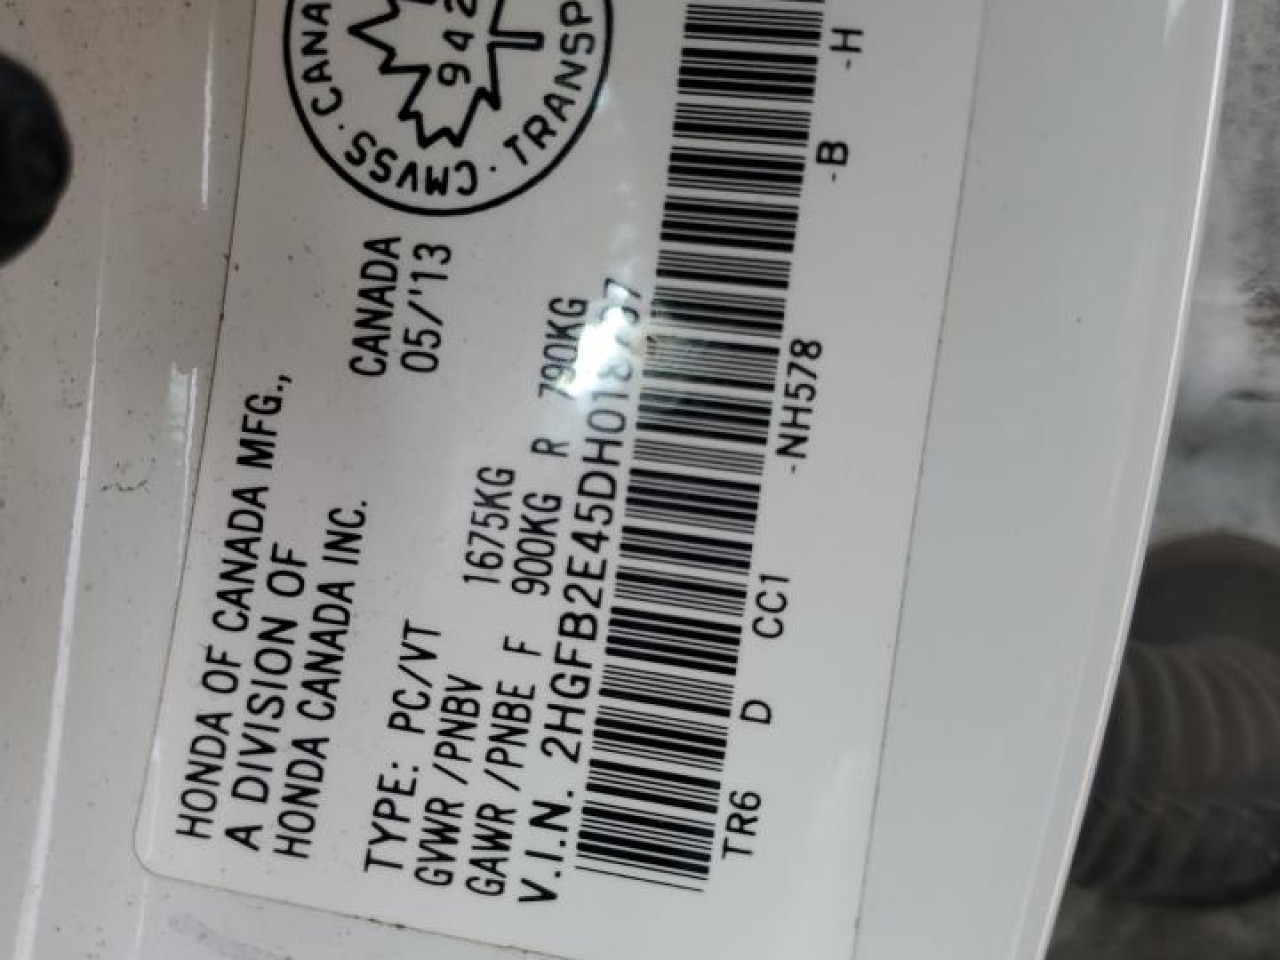 HONDA OF CANADA MFG.,
A DIVISION OF
HONDA CANADA INC.
CANADA
05/'13
CMVSS · TRANSP
· CANA
942
TYPE: PC/VT
GVWR/PNBV 1675KG
GAWR/PNBE F 900KG R 790KG
V.I.N.
TR6 D CC1 -NH578 -B -H